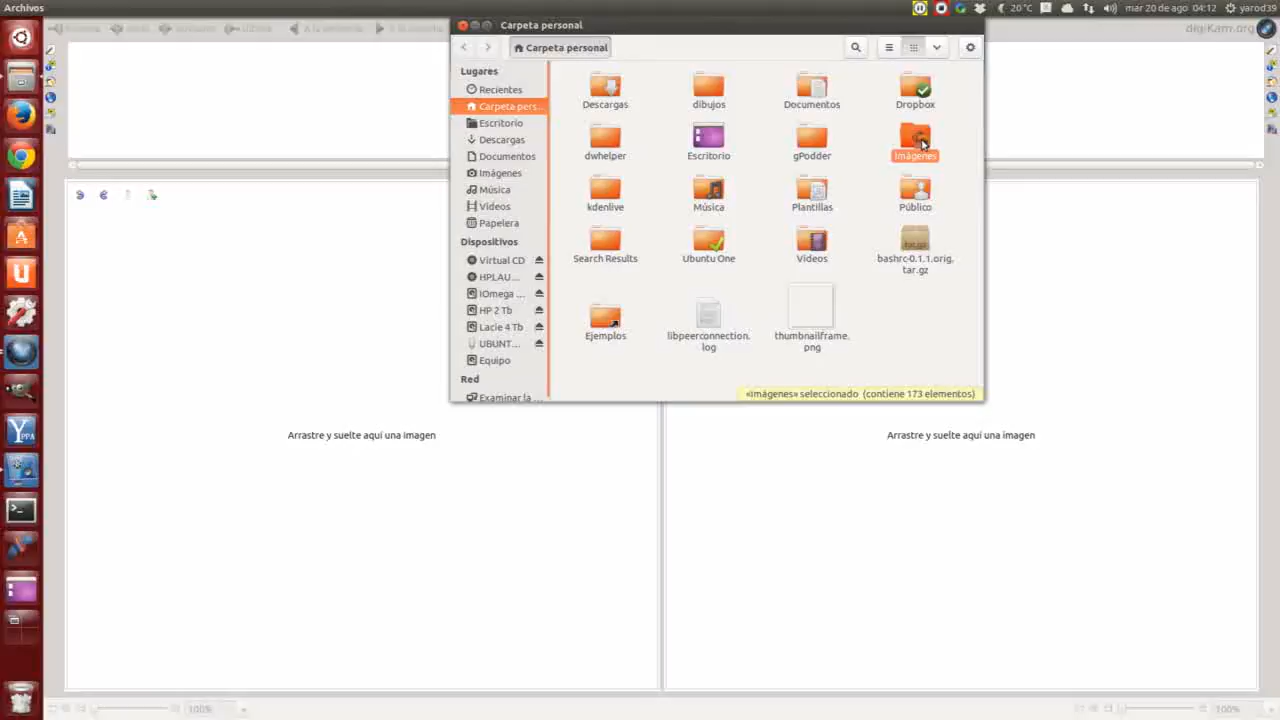 Archivos
20 °C
mar 20 de ago 04:12
yarod39
digiKam.org
Carpeta personal
Carpeta personal
Lugares
Recientes
Carpeta pers...
Escritorio
Descargas
Documentos
Imágenes
Música
Vídeos
Papelera
Dispositivos
Virtual CD
HPLAU...
IOmega ...
HP 2 Tb
Lacie 4 Tb
UBUNT...
Equipo
Red
Examinar la ...
Descargas
dibujos
Documentos
Dropbox
dwhelper
Escritorio
gPodder
Imágenes
kdenlive
Música
Plantillas
Público
Search Results
Ubuntu One
Vídeos
bashrc-0.1.1.orig.
tar.gz
Ejemplos
libpeerconnection.
log
thumbnailframe.
png
«Imágenes» seleccionado (contiene 173 elementos)
Arrastre y suelte aquí una imagen
Arrastre y suelte aquí una imagen
100%
100%